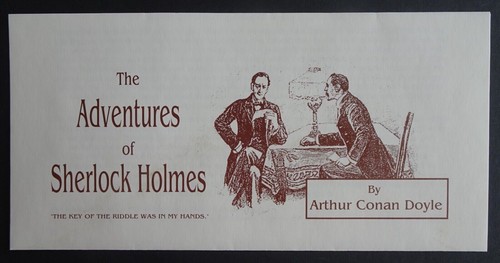 The
Adventures
of
Sherlock Holmes
"THE KEY OF THE RIDDLE WAS IN MY HANDS."
By
Arthur Conan Doyle